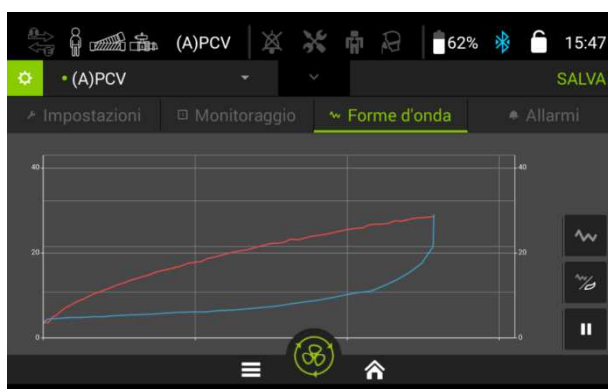 (A)PCV 62% 15:47
(A)PCV SALVA
Impostazioni Monitoraggio Forme d'onda Allarmi
40 40
20 20
0 0